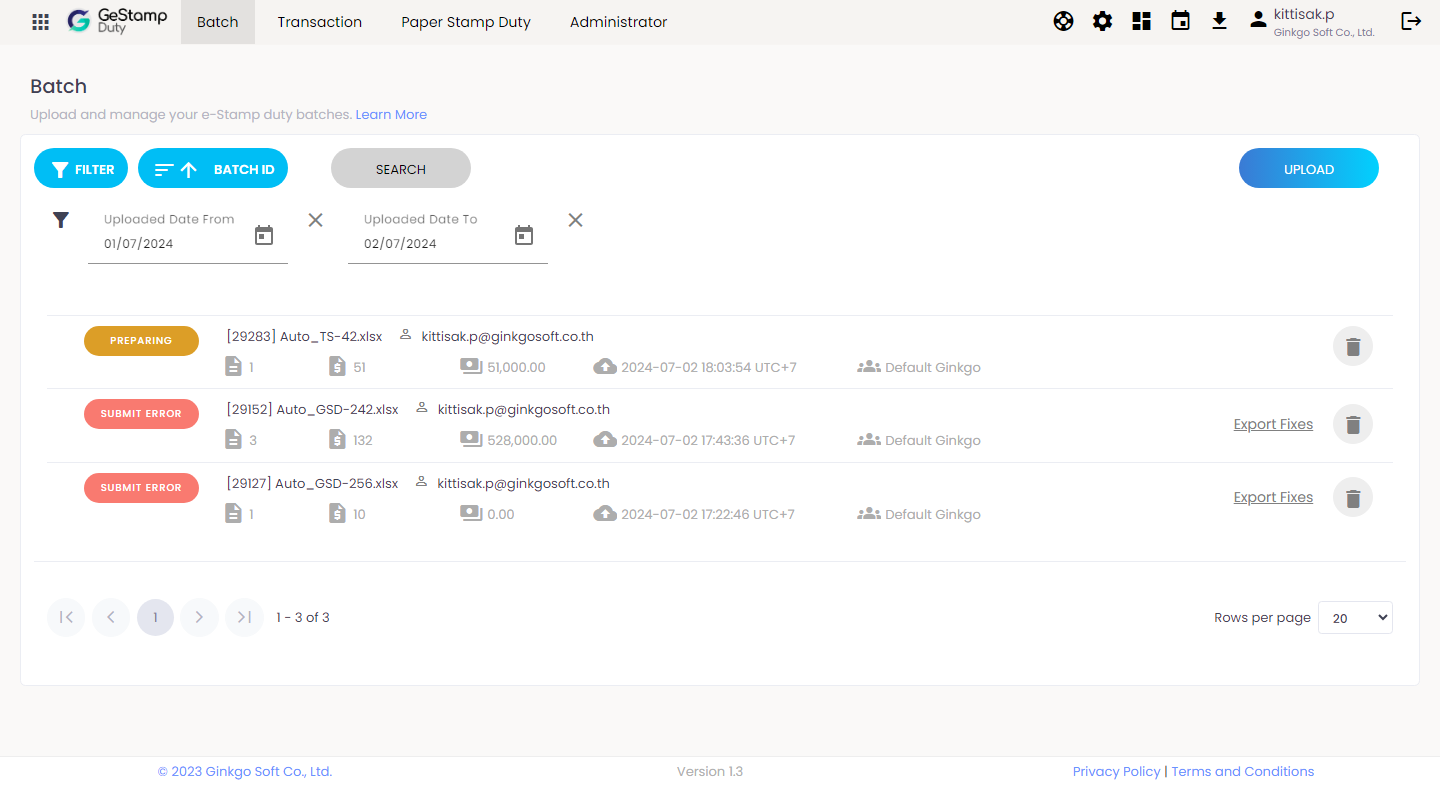 GeStamp
Duty
Batch
Transaction
Paper Stamp Duty
Administrator
kittisak.p
Ginkgo Soft Co., Ltd.
Batch
Upload and manage your e-Stamp duty batches. Learn More
FILTER
BATCH ID
SEARCH
UPLOAD
Uploaded Date From
01/07/2024
Uploaded Date To
02/07/2024
PREPARING
[29283] Auto_TS-42.xlsx kittisak.p@ginkgosoft.co.th
1 51 51,000.00 2024-07-02 18:03:54 UTC+7 Default Ginkgo
SUBMIT ERROR
[29152] Auto_GSD-242.xlsx kittisak.p@ginkgosoft.co.th
3 132 528,000.00 2024-07-02 17:43:36 UTC+7 Default Ginkgo
Export Fixes
SUBMIT ERROR
[29127] Auto_GSD-256.xlsx kittisak.p@ginkgosoft.co.th
1 10 0.00 2024-07-02 17:22:46 UTC+7 Default Ginkgo
Export Fixes
1
1 - 3 of 3
Rows per page 20
© 2023 Ginkgo Soft Co., Ltd.
Version 1.3
Privacy Policy | Terms and Conditions